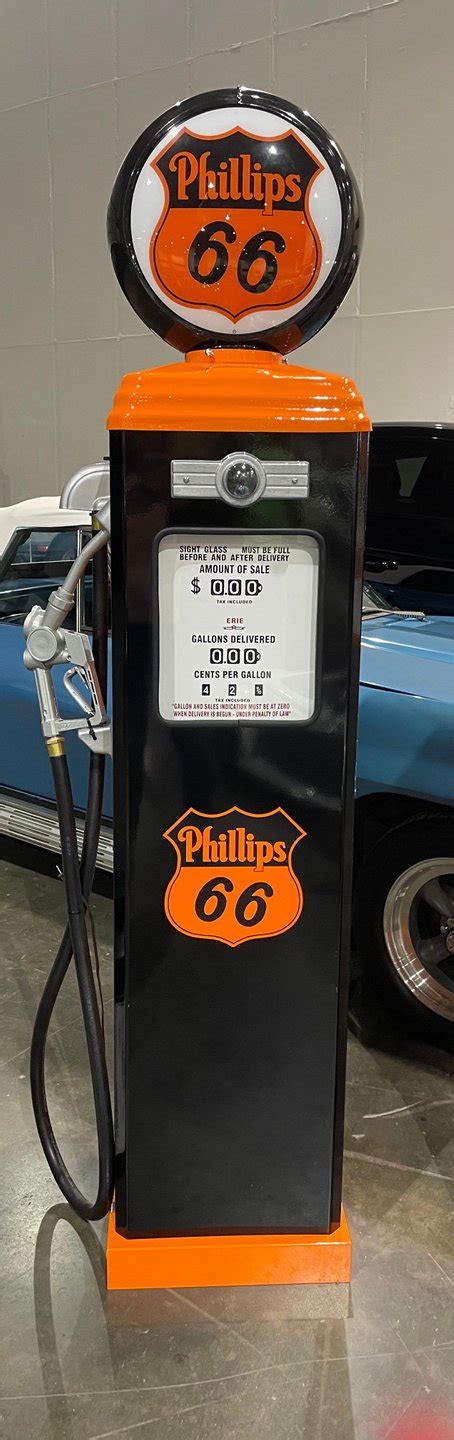 Phillips
66
SIGHT GLASS MUST BE FULL
BEFORE AND AFTER DELIVERY
AMOUNT OF SALE
$ 0.00
TAX INCLUDED
ERIE
GALLONS DELIVERED
0.00
CENTS PER GALLON
4 2
TAX INCLUDED
"GALLON AND SALES INDICATION MUST BE AT ZERO
WHEN DELIVERY IS BEGUN - UNDER PENALTY OF LAW"
Phillips
66